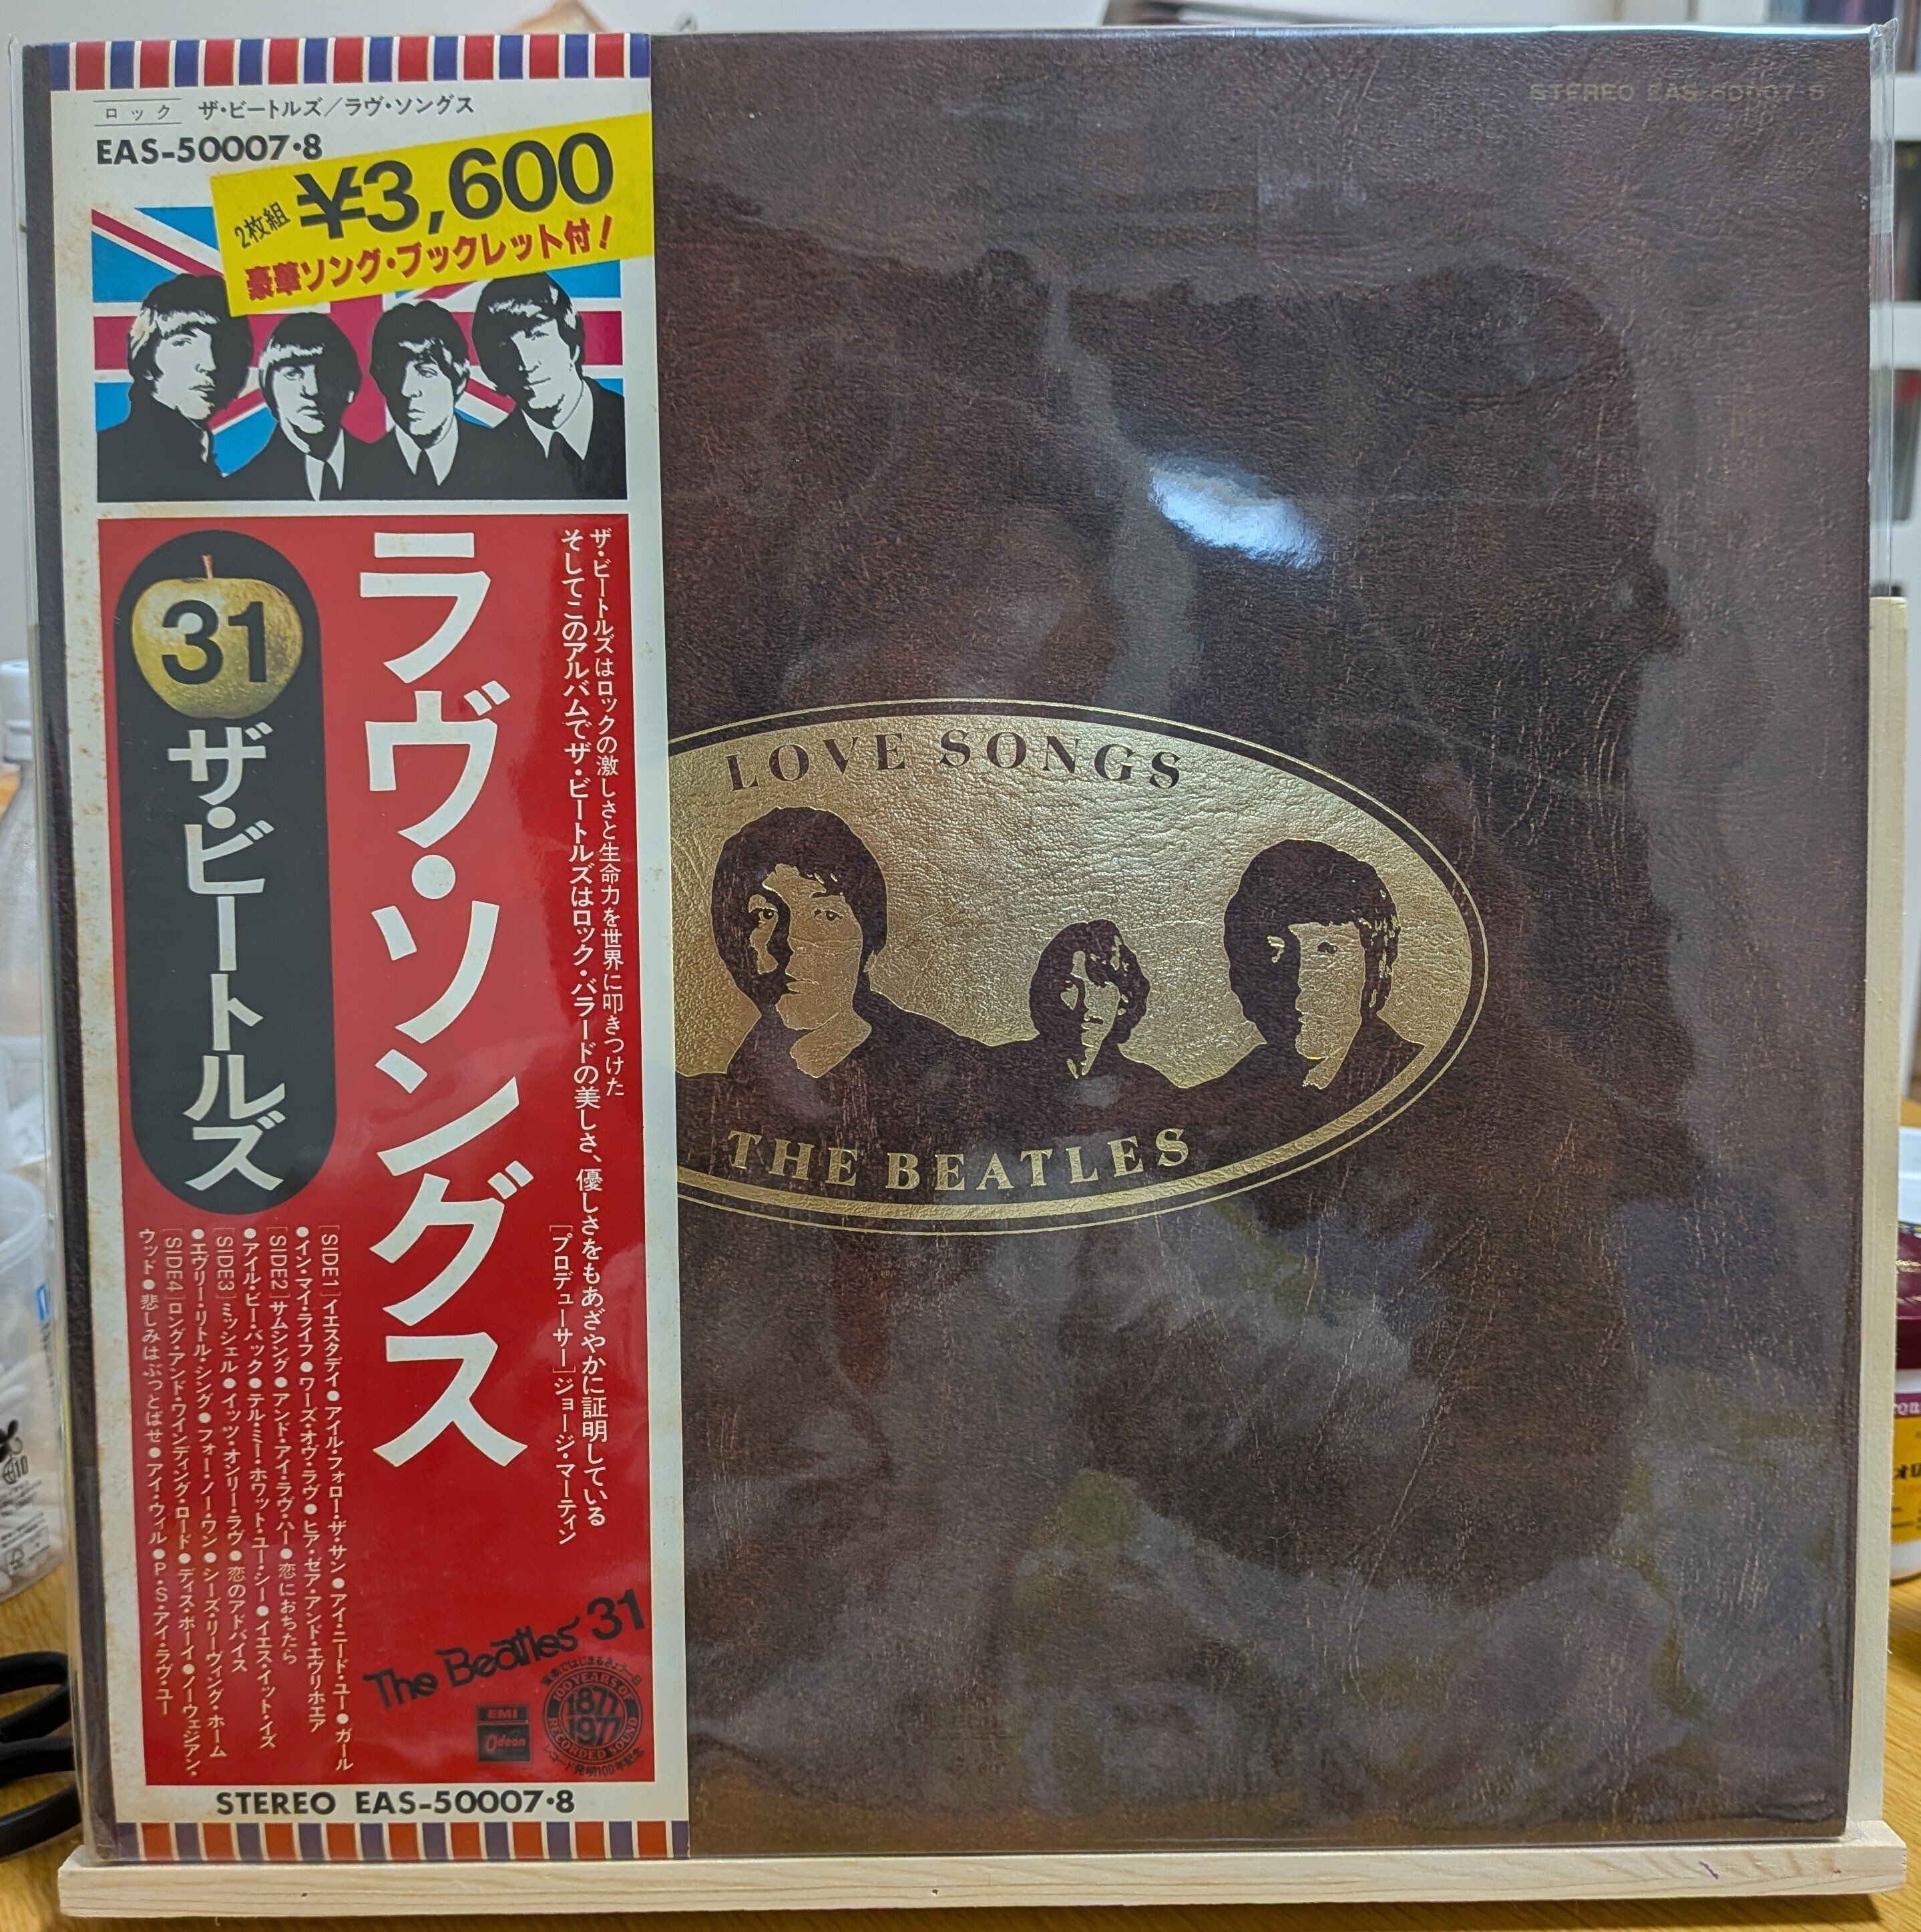 ロック ザ・ビートルズ／ラヴ・ソングス
EAS-50007・8
2枚組 ¥3,600
豪華ソング・ブックレット付！
ザ・ビートルズはロックの激しさと生命力を世界に叩きつけた
そしてこのアルバムでザ・ビートルズはロック・バラードの美しさ、優しさをもあざやかに証明している
[プロデューサー]ジョージ・マーティン
ラヴ・ソングス
31
ザ・ビートルズ
[SIDE1]イエスタデイ●アイル・フォロー・ザ・サン●アイ・ニード・ユー●ガール
●イン・マイ・ライフ●ワーズ・オヴ・ラヴ●ヒア・ゼア・アンド・エヴリホエア
[SIDE2]サムシング●アンド・アイ・ラヴ・ハー●恋におちたら
●アイル・ビー・バック●テル・ミー・ホワット・ユー・シー●イエス・イット・イズ
[SIDE3]ミッシェル●イッツ・オンリー・ラヴ●恋のアドバイス
●エヴリー・リトル・シング●フォー・ノー・ワン●シーズ・リーヴィング・ホーム
[SIDE4]ロング・アンド・ワインディング・ロード●ディス・ボーイ●ノーウェジアン・
ウッド●悲しみはぶっとばせ●アイ・ウィル●P・S・アイ・ラヴ・ユー
The Beatles 31
EMI
Odeon
100 YEARS OF
1877
1977
RECORDED SOUND
レコード発明100年記念
STEREO EAS-50007・8
STEREO EAS-50007・8
LOVE SONGS
THE BEATLES